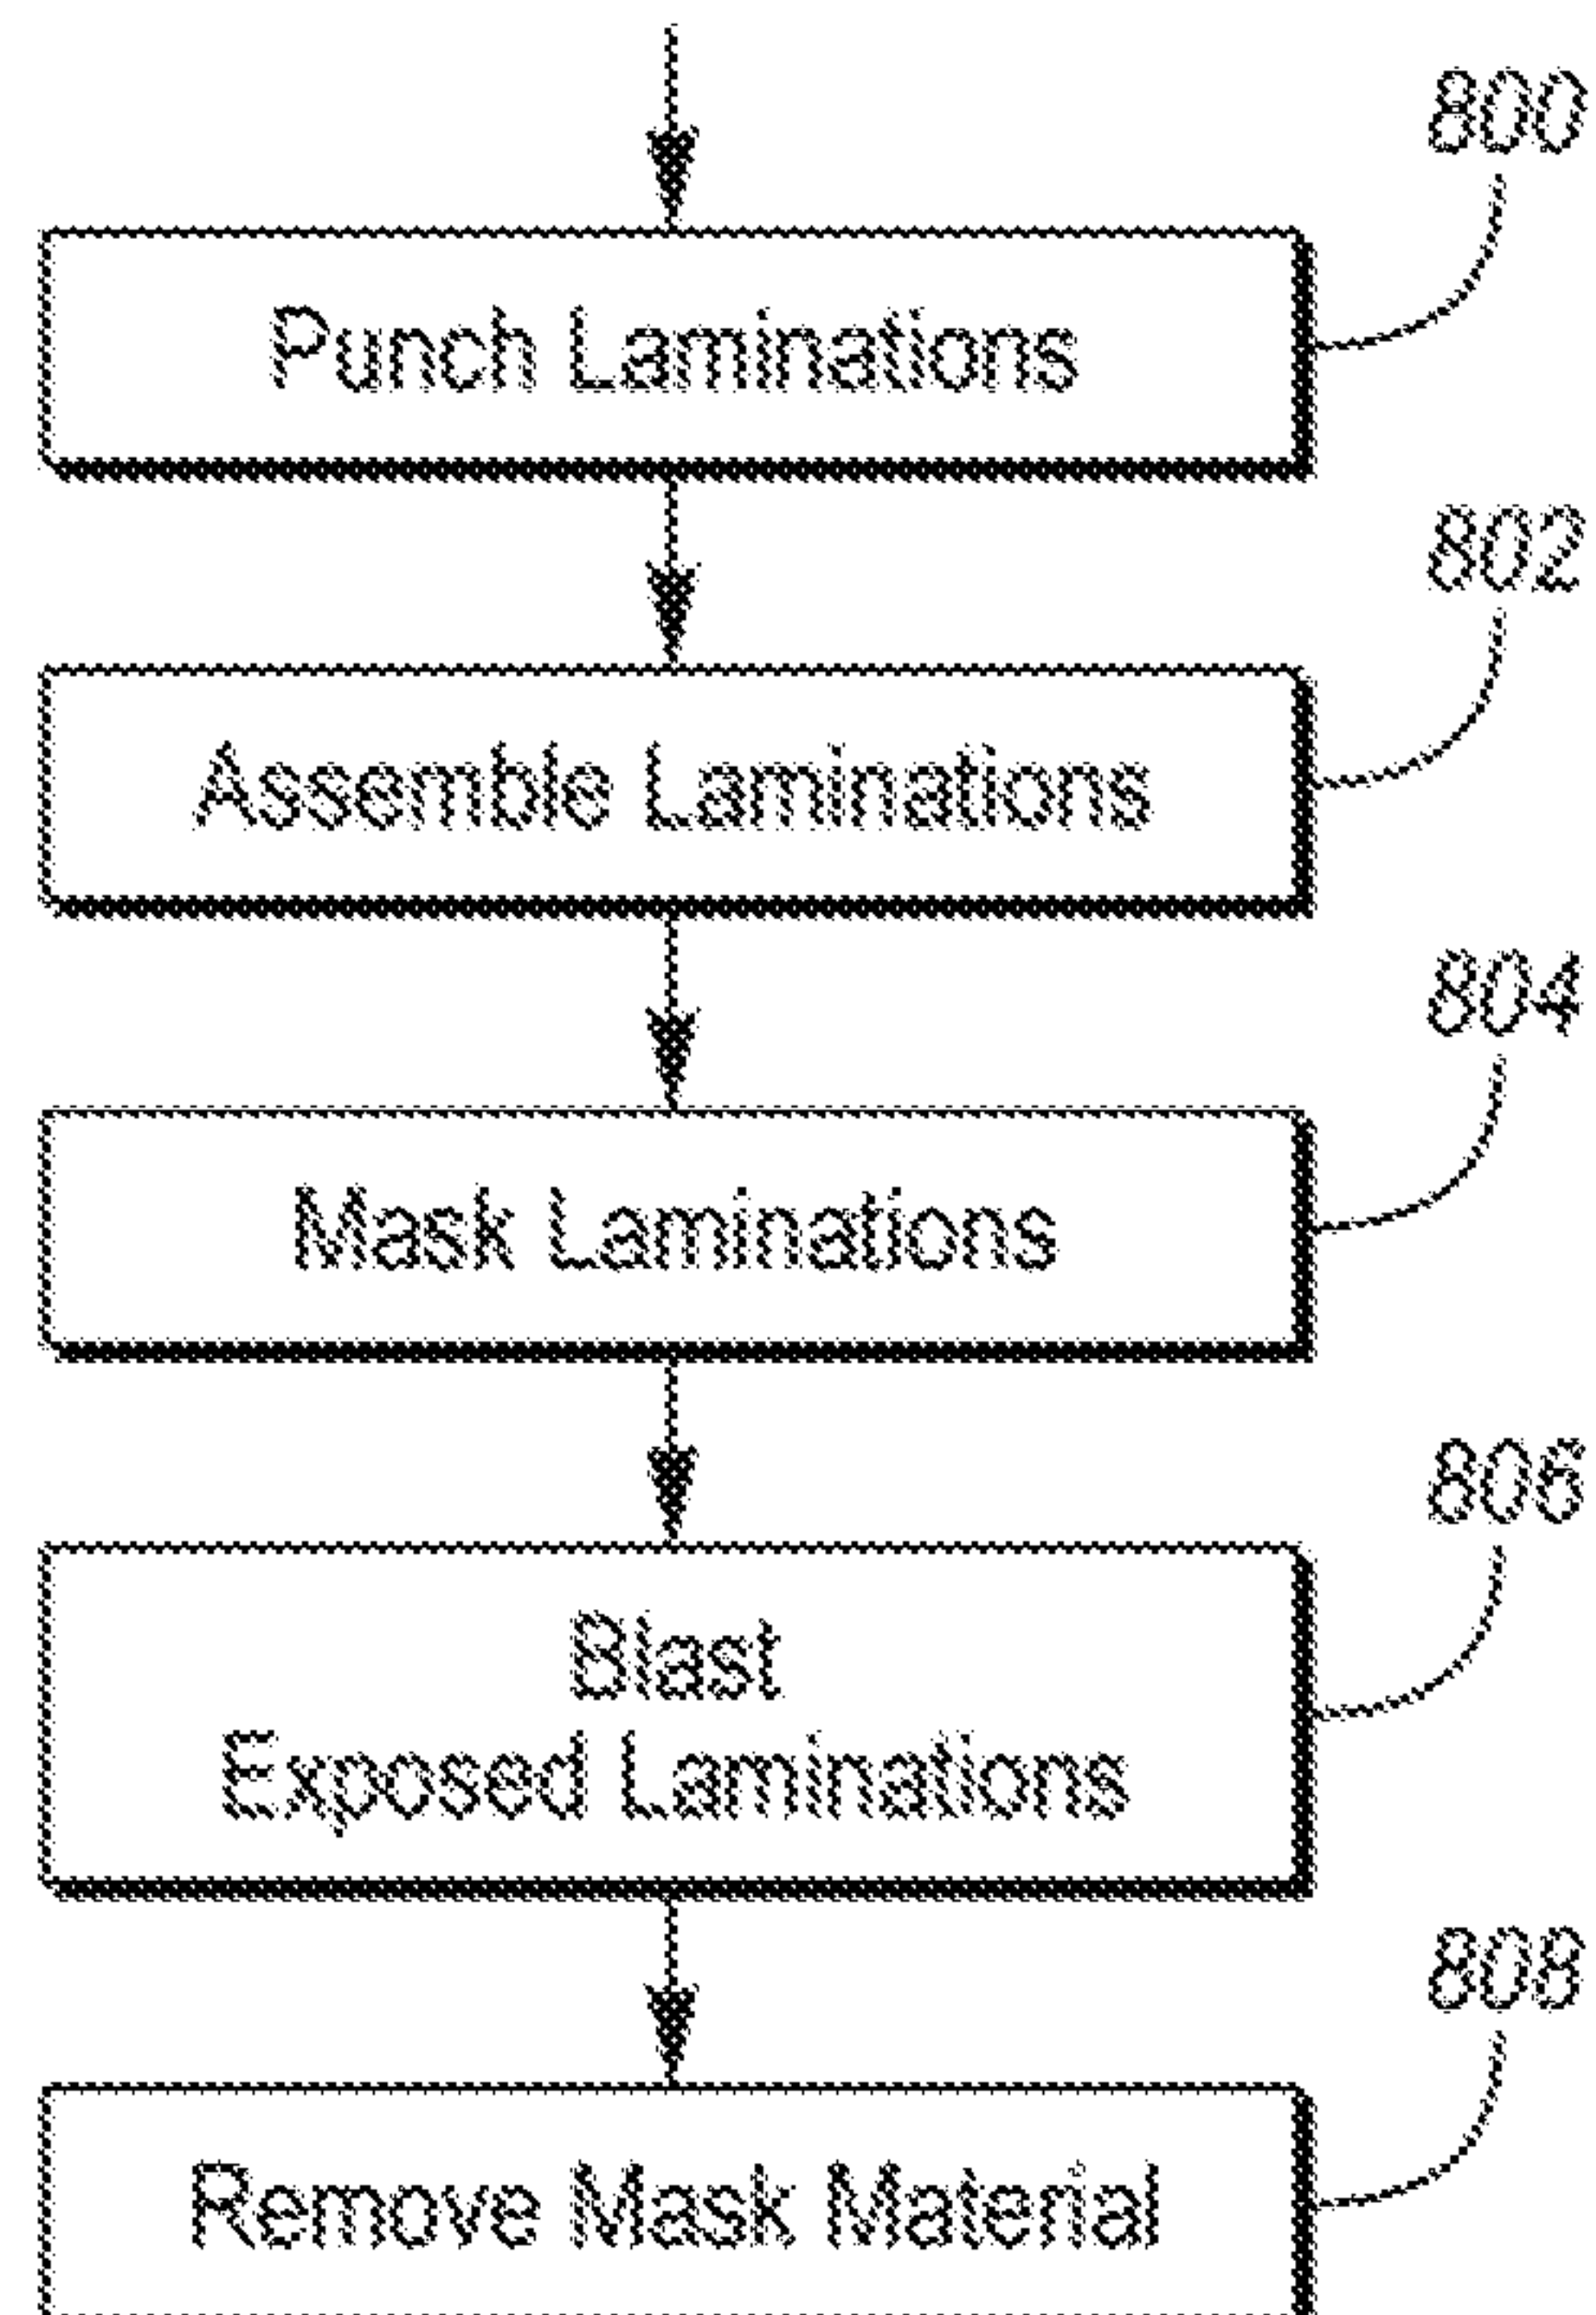 800
Punch Laminations
802
Assemble Laminations
804
Mask Laminations
806
Blast
Exposed Laminations
808
Remove Mask Material